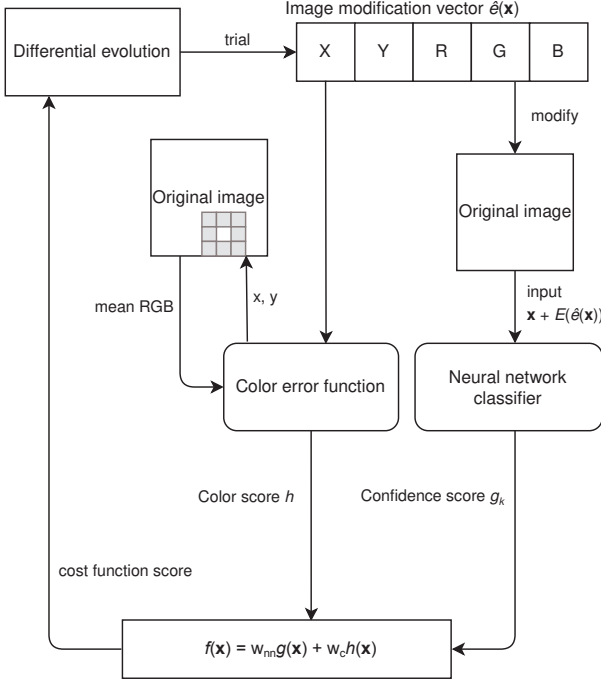 Image modification vector ê(x)
Differential evolution
trial
X Y R G B
modify
Original image
Original image
mean RGB
x, y
input
x + E(ê(x))
Color error function
Neural network
classifier
Color score h
Confidence score gₖ
cost function score
f(x) = wₙₙg(x) + w_ch(x)